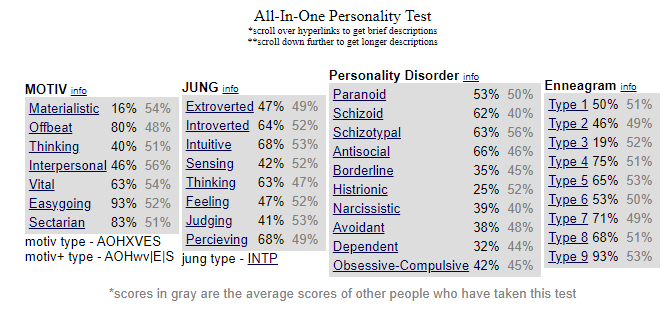 All-In-One Personality Test
*scroll over hyperlinks to get brief descriptions
**scroll down further to get longer descriptions
MOTIV info
Materialistic 16% 54%
Offbeat 80% 48%
Thinking 40% 51%
Interpersonal 46% 56%
Vital 63% 54%
Easygoing 93% 52%
Sectarian 83% 51%
motiv type - AOHXVES
motiv+ type - AOHwv|E|S
JUNG info
Extroverted 47% 49%
Introverted 64% 52%
Intuitive 68% 53%
Sensing 42% 52%
Thinking 63% 47%
Feeling 47% 52%
Judging 41% 53%
Percieving 68% 49%
jung type - INTP
Personality Disorder info
Paranoid 53% 50%
Schizoid 62% 40%
Schizotypal 63% 56%
Antisocial 66% 46%
Borderline 35% 45%
Histrionic 25% 52%
Narcissistic 39% 40%
Avoidant 38% 48%
Dependent 32% 44%
Obsessive-Compulsive 42% 45%
Enneagram info
Type 1 50% 51%
Type 2 46% 49%
Type 3 19% 52%
Type 4 75% 51%
Type 5 65% 53%
Type 6 53% 50%
Type 7 71% 49%
Type 8 68% 51%
Type 9 93% 53%
*scores in gray are the average scores of other people who have taken this test